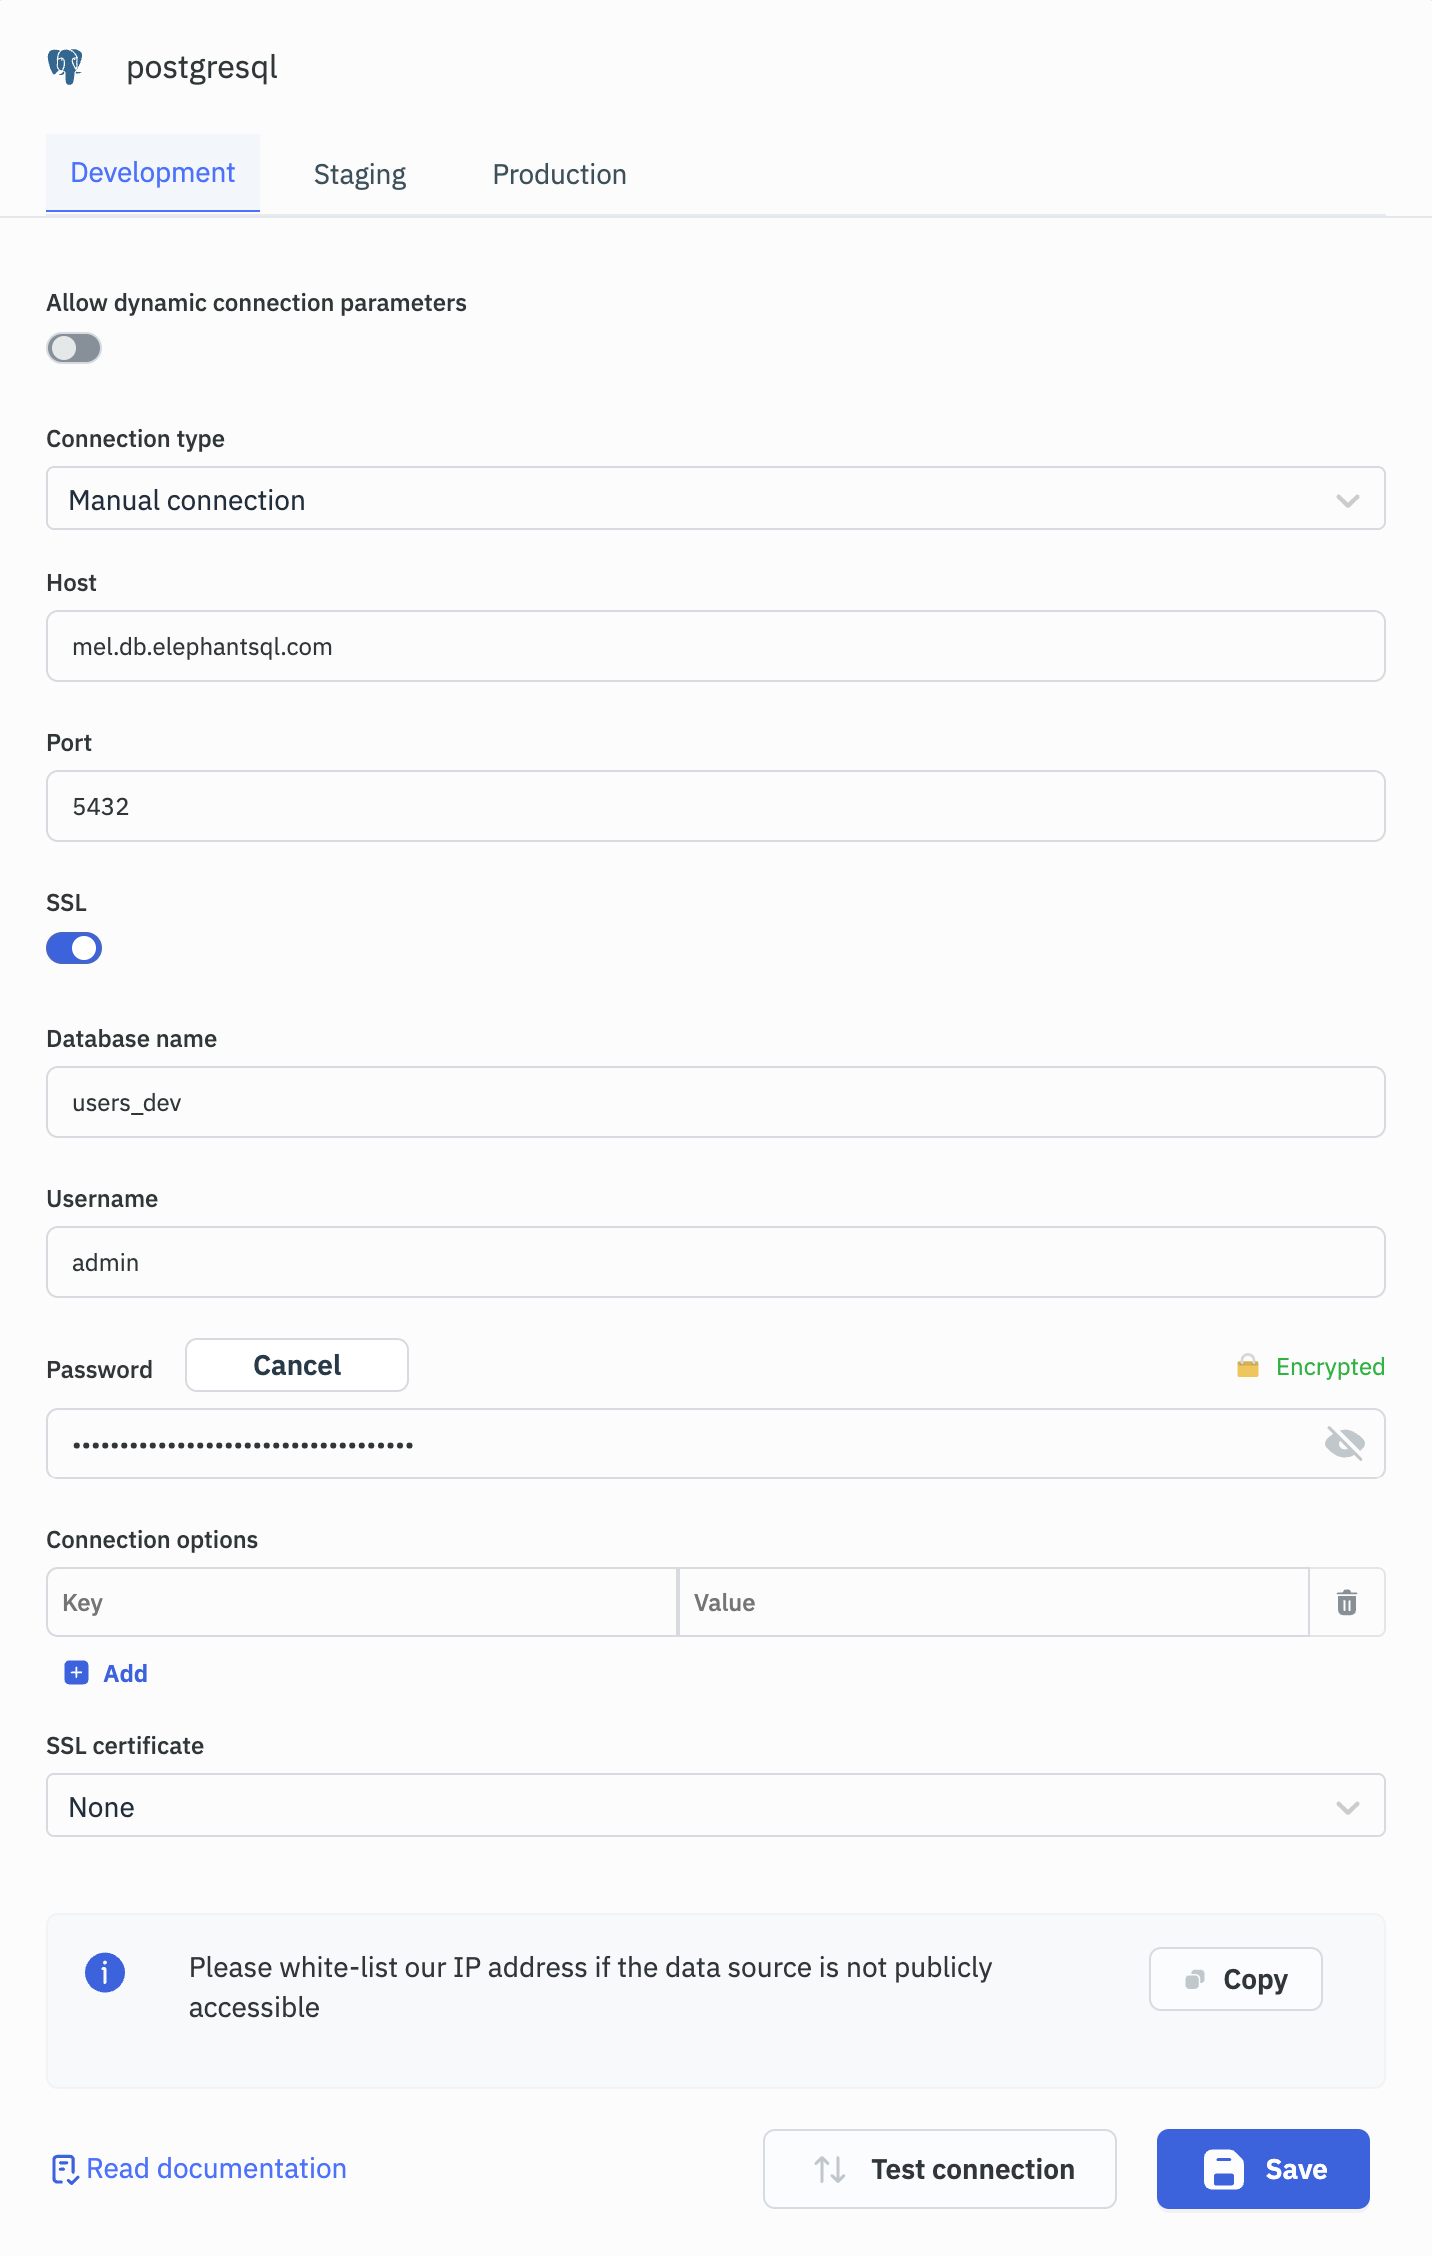 postgresql
Development Staging Production
Allow dynamic connection parameters
Connection type
Manual connection
Host
mel.db.elephantsql.com
Port
5432
SSL
Database name
users_dev
Username
admin
Password Cancel Encrypted
••••••••••••••••••••••••••••••••••••
Connection options
Key Value
Add
SSL certificate
None
Please white-list our IP address if the data source is not publicly
accessible
Copy
Read documentation Test connection Save